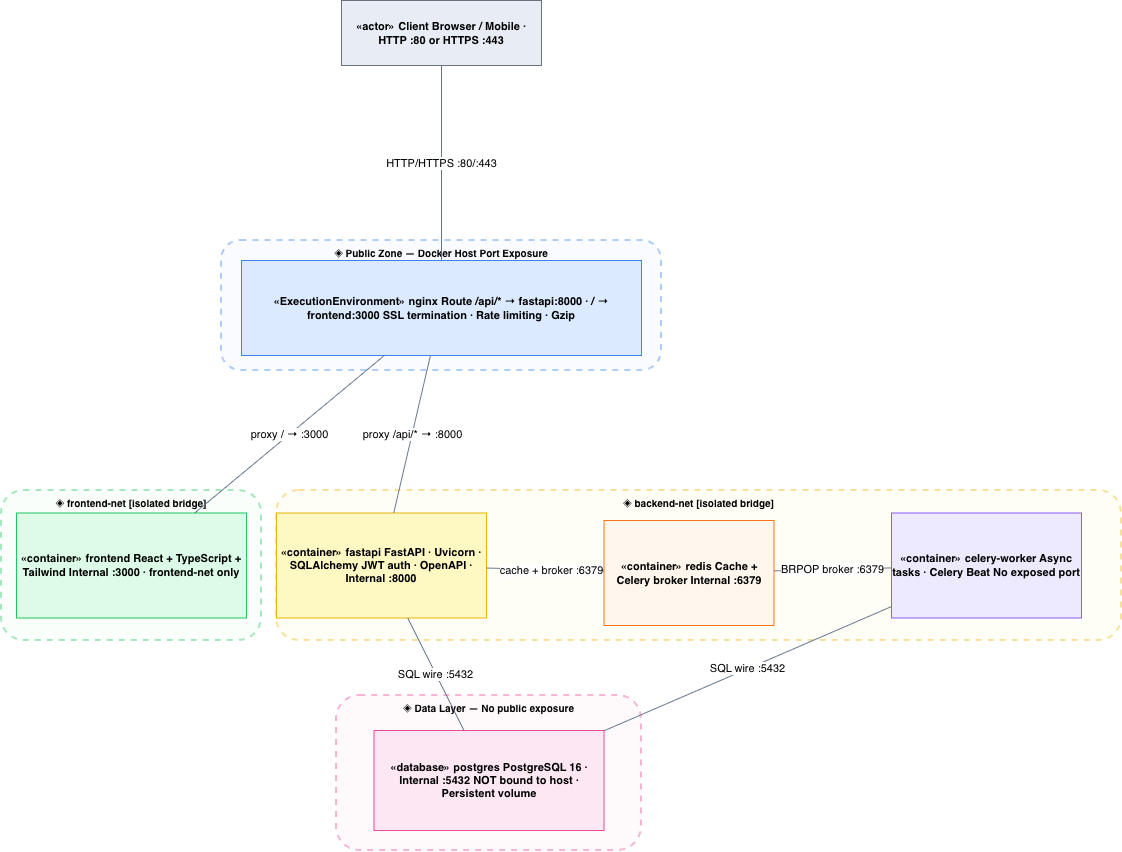 «actor» Client Browser / Mobile ·
HTTP :80 or HTTPS :443
HTTP/HTTPS :80/:443
◈ Public Zone — Docker Host Port Exposure
«ExecutionEnvironment» nginx Route /api/* → fastapi:8000 · / →
frontend:3000 SSL termination · Rate limiting · Gzip
proxy / → :3000
proxy /api/* → :8000
◈ frontend-net [isolated bridge]
«container» frontend React + TypeScript +
Tailwind Internal :3000 · frontend-net only
◈ backend-net [isolated bridge]
«container» fastapi FastAPI · Uvicorn ·
SQLAlchemy JWT auth · OpenAPI ·
Internal :8000
cache + broker :6379
«container» redis Cache +
Celery broker Internal :6379
BRPOP broker :6379
«container» celery-worker Async
tasks · Celery Beat No exposed port
SQL wire :5432
SQL wire :5432
◈ Data Layer — No public exposure
«database» postgres PostgreSQL 16 ·
Internal :5432 NOT bound to host ·
Persistent volume